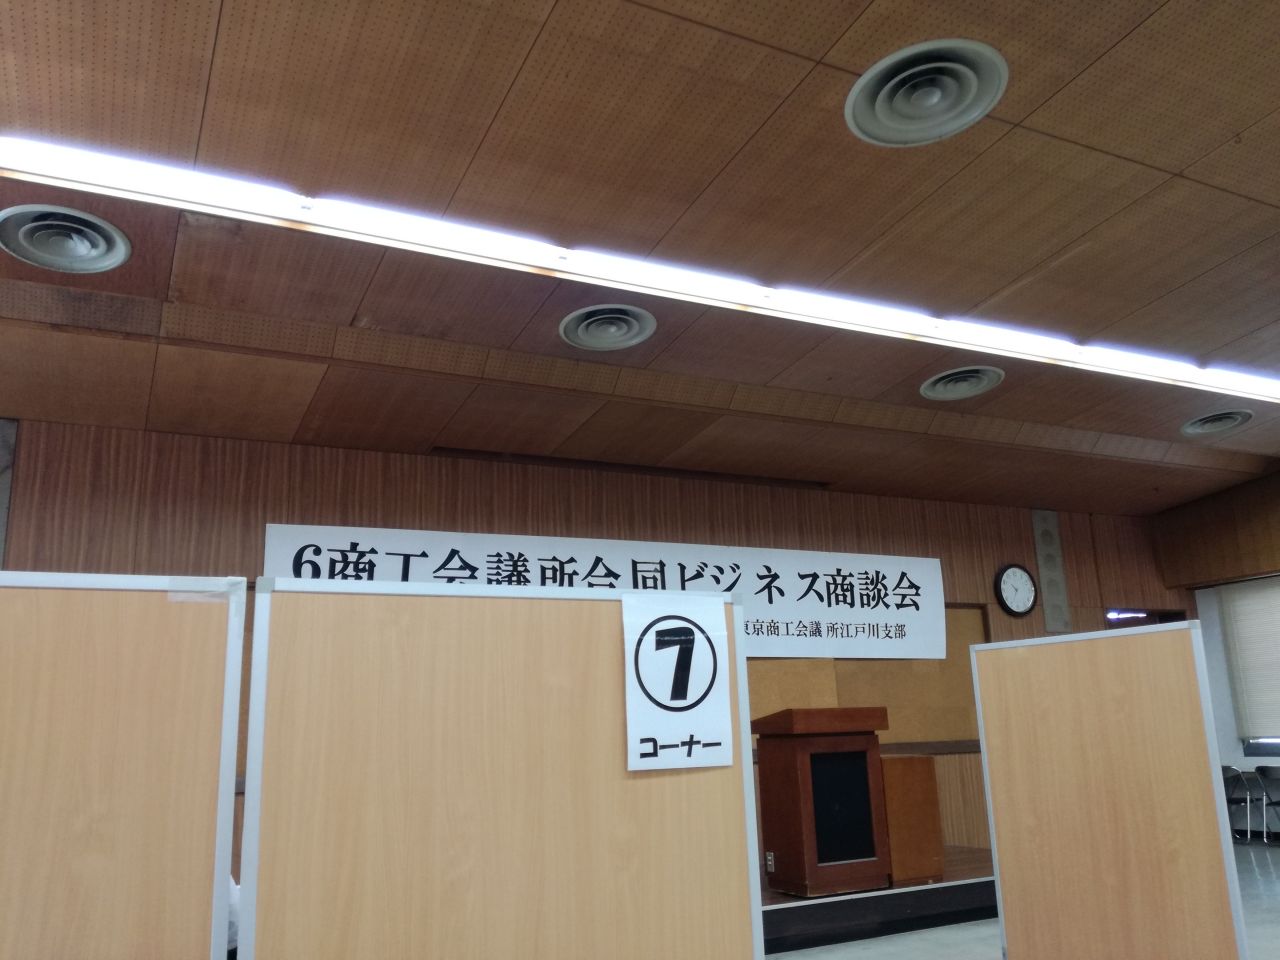 6商工会議所合同ビジネス商談会
東京商工会議所江戸川支部
⑦
コーナー